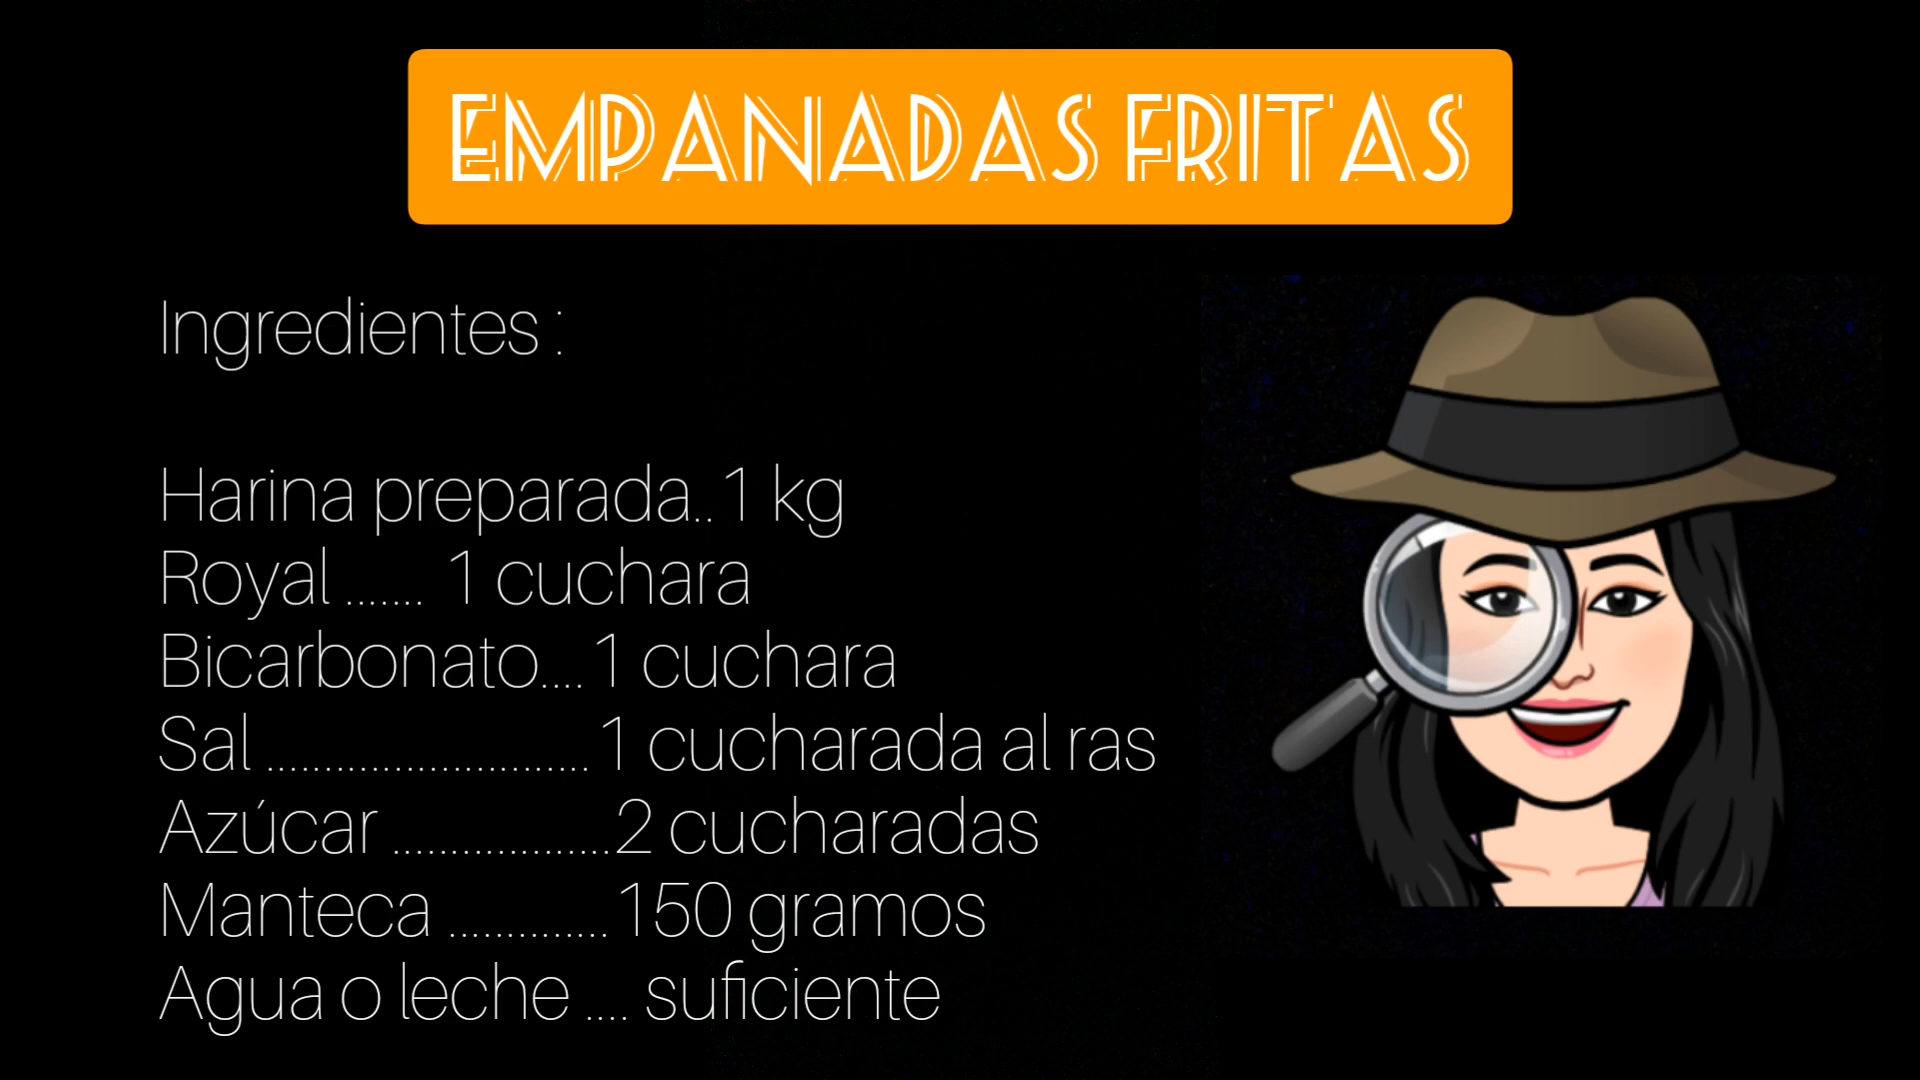 EMPANADAS FRITAS
Ingredientes :
Harina preparada.. 1 kg
Royal ....... 1 cuchara
Bicarbonato.... 1 cuchara
Sal ............................ 1 cucharada al ras
Azúcar ...................2 cucharadas
Manteca .............. 150 gramos
Agua o leche .... suficiente